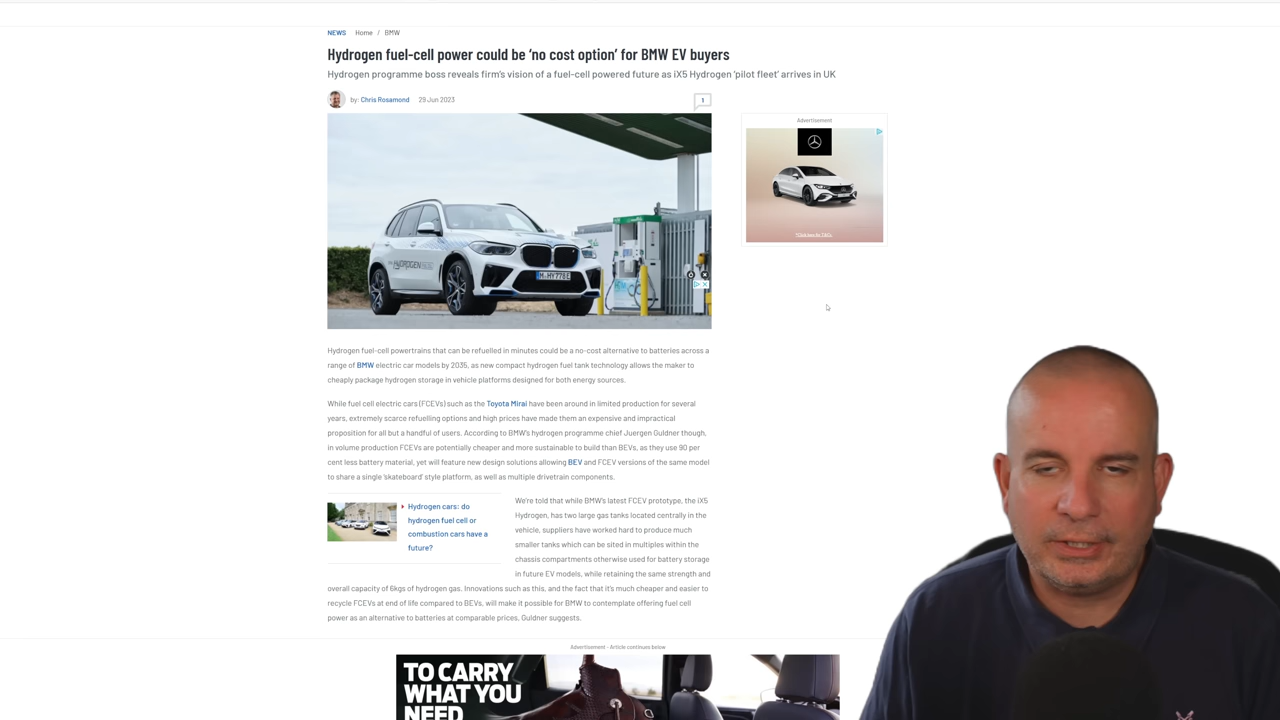 NEWS Home / BMW
Hydrogen fuel-cell power could be ‘no cost option’ for BMW EV buyers
Hydrogen programme boss reveals firm’s vision of a fuel-cell powered future as iX5 Hydrogen ‘pilot fleet’ arrives in UK
by: Chris Rosamond 29 Jun 2023
1
Advertisement
HYDROGEN
M-HY778E
Hydrogen fuel-cell powertrains that can be refuelled in minutes could be a no-cost alternative to batteries across a
range of BMW electric car models by 2035, as new compact hydrogen fuel tank technology allows the maker to
cheaply package hydrogen storage in vehicle platforms designed for both energy sources.
While fuel cell electric cars (FCEVs) such as the Toyota Mirai have been around in limited production for several
years, extremely scarce refuelling options and high prices have made them an expensive and impractical
proposition for all but a handful of users. According to BMW’s hydrogen programme chief Juergen Guldner though,
in volume production FCEVs are potentially cheaper and more sustainable to build than BEVs, as they use 90 per
cent less battery material, yet will feature new design solutions allowing BEV and FCEV versions of the same model
to share a single ‘skateboard’ style platform, as well as multiple drivetrain components.
Hydrogen cars: do
hydrogen fuel cell or
combustion cars have a
future?
We’re told that while BMW’s latest FCEV prototype, the iX5
Hydrogen, has two large gas tanks located centrally in the
vehicle, suppliers have worked hard to produce much
smaller tanks which can be sited in multiples within the
chassis compartments otherwise used for battery storage
in future EV models, while retaining the same strength and
overall capacity of 6kgs of hydrogen gas. Innovations such as this, and the fact that it’s much cheaper and easier to
recycle FCEVs at end of life compared to BEVs, will make it possible for BMW to contemplate offering fuel cell
power as an alternative to batteries at comparable prices, Guldner suggests.
Advertisement - Article continues below
TO CARRY
WHAT YOU
NEED